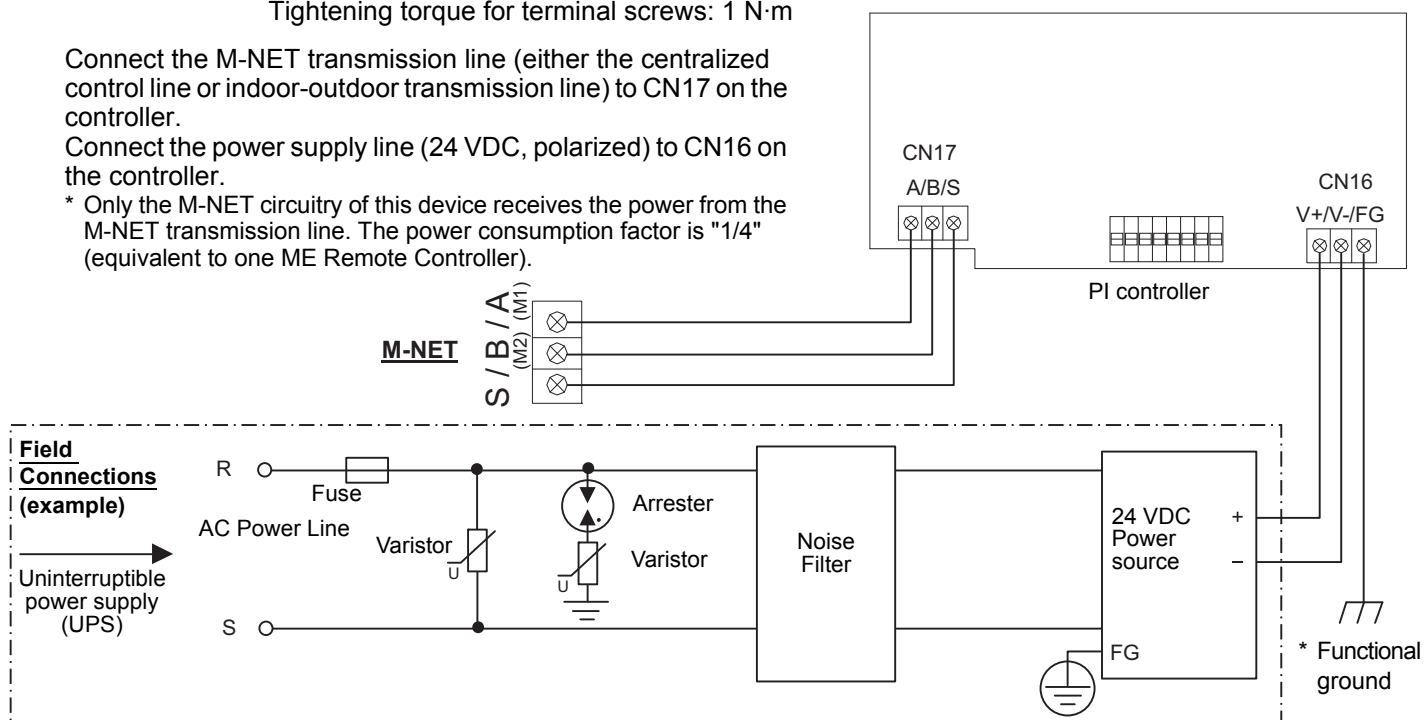 Tightening torque for terminal screws: 1 N·m
Connect the M-NET transmission line (either the centralized
control line or indoor-outdoor transmission line) to CN17 on the
controller.
Connect the power supply line (24 VDC, polarized) to CN16 on
the controller.
* Only the M-NET circuitry of this device receives the power from the
M-NET transmission line. The power consumption factor is "1/4"
(equivalent to one ME Remote Controller).
CN17
A/B/S
CN16
V+/V-/FG
PI controller
M-NET
S / B / A
(M2) (M1)
Field
Connections
(example)
Uninterruptible
power supply
(UPS)
R
Fuse
AC Power Line
S
Varistor
U
Arrester
Varistor
U
Noise
Filter
24 VDC
Power
source
+
–
FG
* Functional
ground